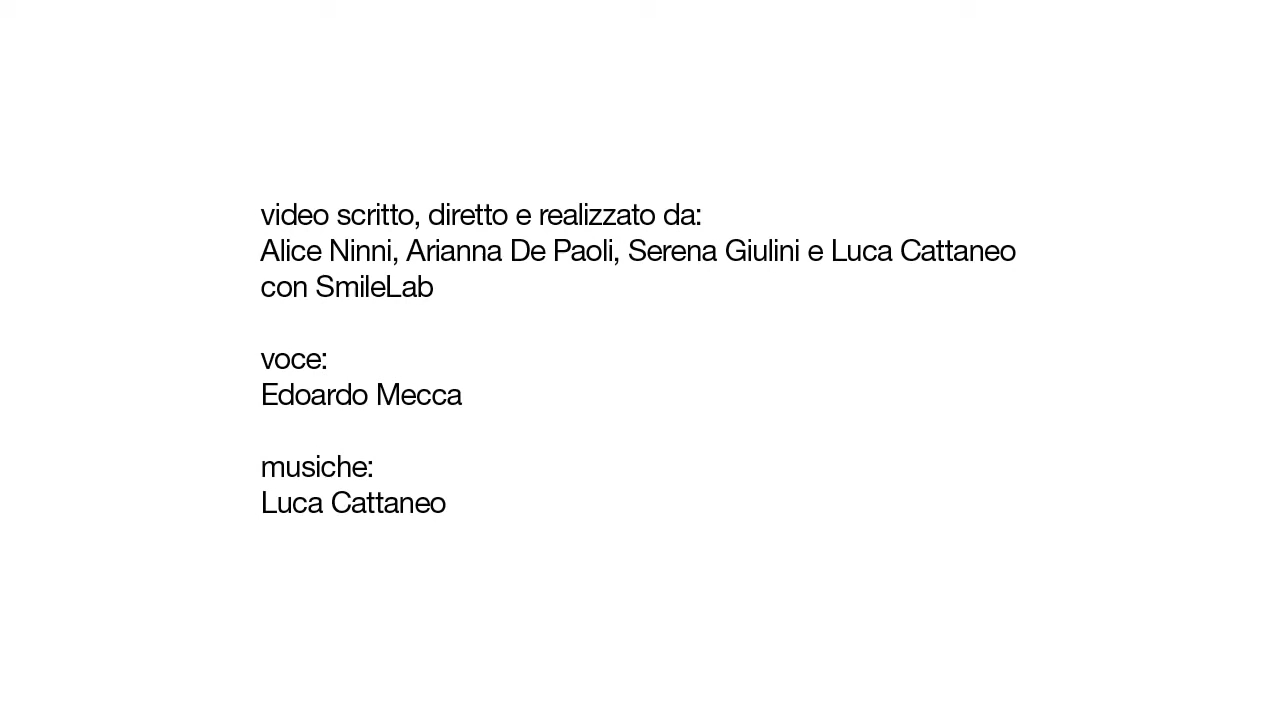 video scritto, diretto e realizzato da:
Alice Ninni, Arianna De Paoli, Serena Giulini e Luca Cattaneo
con SmileLab
voce:
Edoardo Mecca
musiche:
Luca Cattaneo